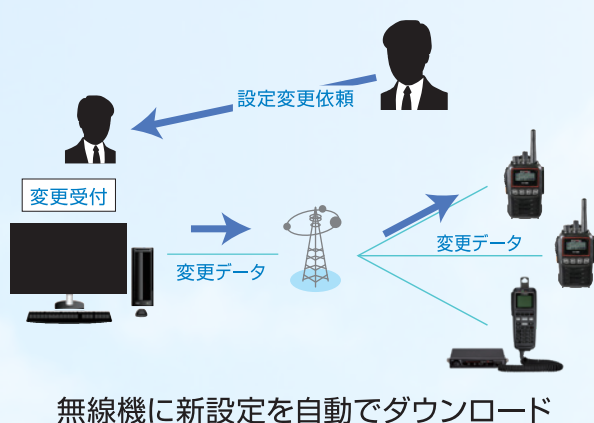 設定変更依頼
変更受付
変更データ
変更データ
無線機に新設定を自動でダウンロード